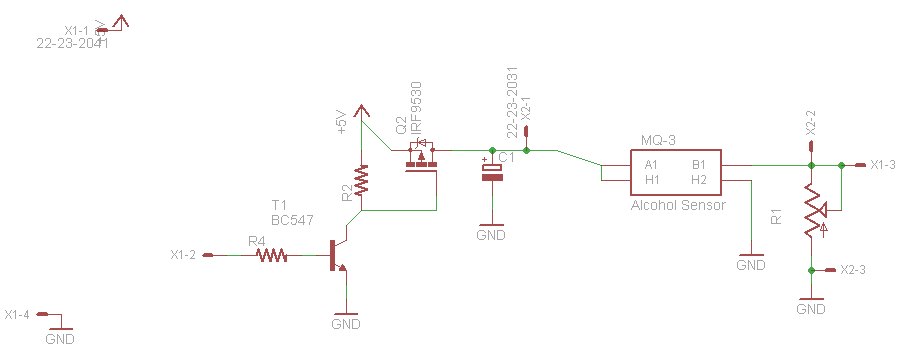 X1-1
+5V
22-23-2041
+5V
Q2
IRF9530
22-23-2031
X2-1
C1
+
GND
MQ-3
A1
B1
H1
H2
Alcohol Sensor
X2-2
X1-3
R1
X2-3
GND
GND
R2
T1
BC547
R4
X1-2
GND
X1-4
GND